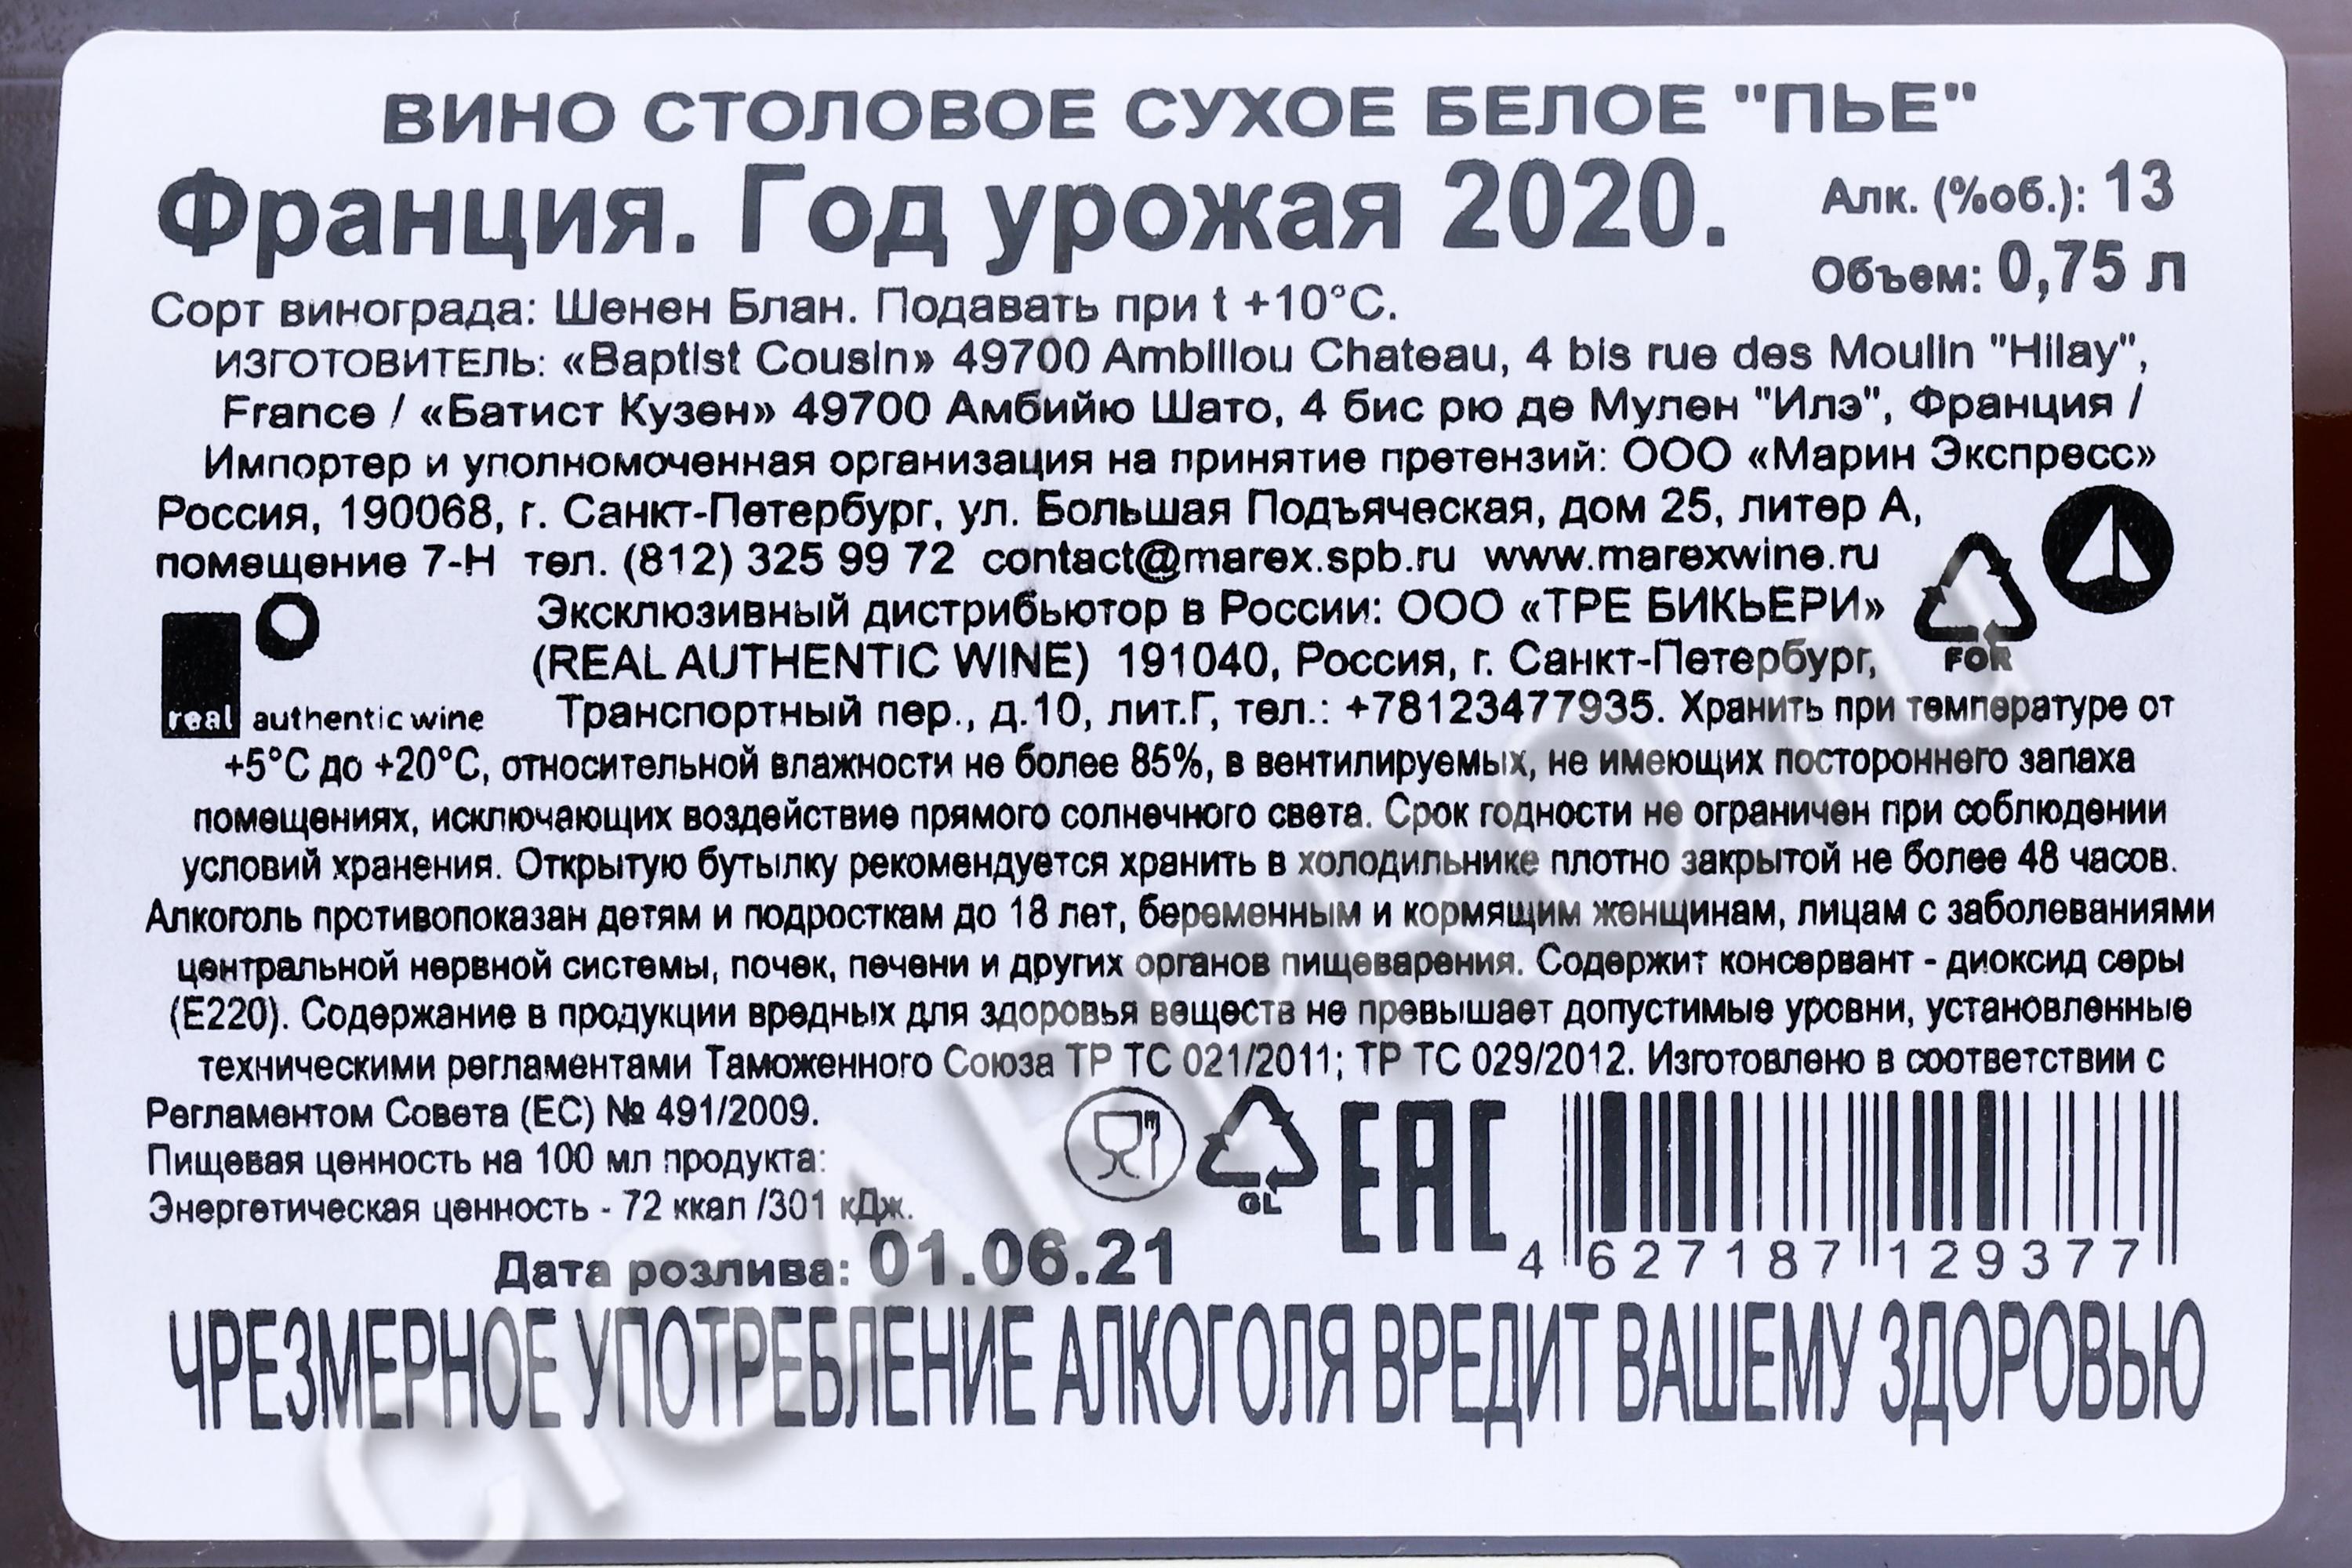 ВИНО СТОЛОВОЕ СУХОЕ БЕЛОЕ "ПЬЕ"
Франция. Год урожая 2020.
Алк. (%об.): 13
Объем: 0,75 л
Сорт винограда: Шенен Блан. Подавать при t +10°C.
ИЗГОТОВИТЕЛЬ: «Baptist Cousin» 49700 Ambillou Chateau, 4 bis rue des Moulin "Hilay",
France / «Батист Кузен» 49700 Амбийю Шато, 4 бис рю де Мулен "Илэ", Франция /
Импортер и уполномоченная организация на принятие претензий: ООО «Марин Экспресс»
Россия, 190068, г. Санкт-Петербург, ул. Большая Подъяческая, дом 25, литер А,
помещение 7-Н тел. (812) 325 99 72 contact@marex.spb.ru www.marexwine.ru
Эксклюзивный дистрибьютор в России: ООО «ТРЕ БИКЬЕРИ»
(REAL AUTHENTIC WINE) 191040, Россия, г. Санкт-Петербург,
FOR
real authentic wine
Транспортный пер., д.10, лит.Г, тел.: +78123477935. Хранить при температуре от
+5°С до +20°С, относительной влажности не более 85%, в вентилируемых, не имеющих постороннего запаха
помещениях, исключающих воздействие прямого солнечного света. Срок годности не ограничен при соблюдении
условий хранения. Открытую бутылку рекомендуется хранить в холодильнике плотно закрытой не более 48 часов.
Алкоголь противопоказан детям и подросткам до 18 лет, беременным и кормящим женщинам, лицам с заболеваниями
центральной нервной системы, почек, печени и других органов пищеварения. Содержит консервант - диоксид серы
(Е220). Содержание в продукции вредных для здоровья веществ не превышает допустимые уровни, установленные
техническими регламентами Таможенного Союза ТР ТС 021/2011; ТР ТС 029/2012. Изготовлено в соответствии с
Регламентом Совета (ЕС) № 491/2009.
Пищевая ценность на 100 мл продукта:
Энергетическая ценность - 72 ккал /301 кДж.
GL
EAC
4 627187 129377
Дата розлива: 01.06.21
ЧРЕЗМЕРНОЕ УПОТРЕБЛЕНИЕ АЛКОГОЛЯ ВРЕДИТ ВАШЕМУ ЗДОРОВЬЮ
CIGARPRO.ru